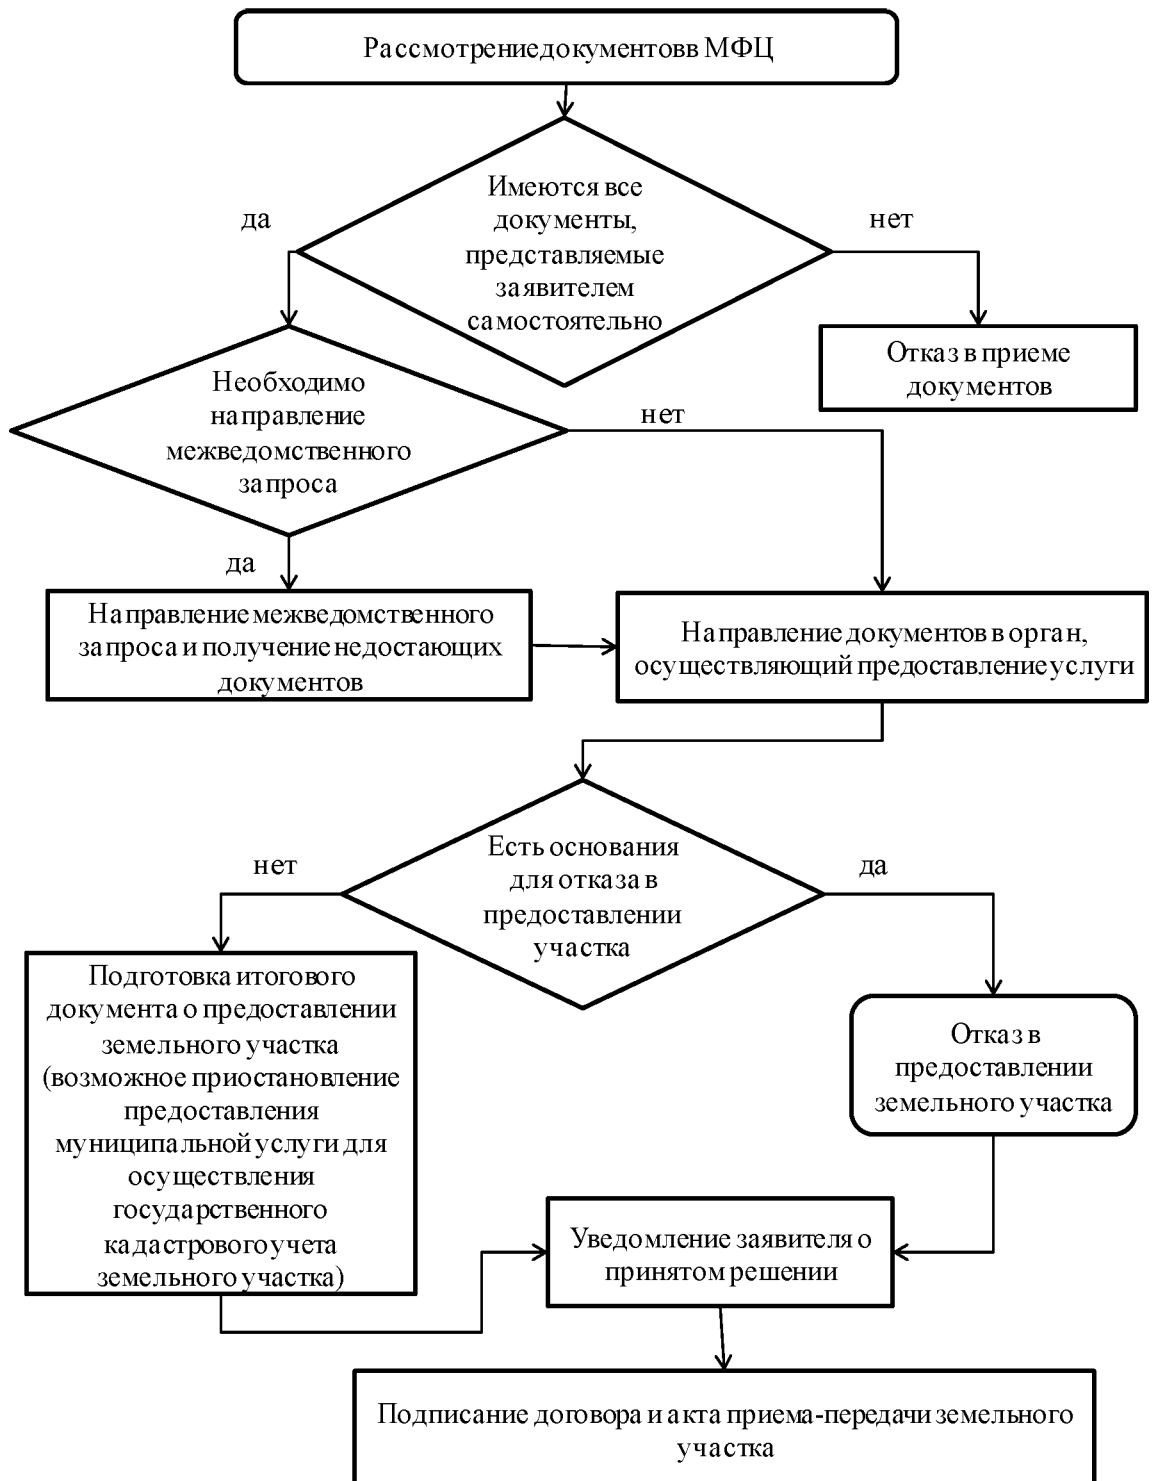 Рассмотрение документов в МФЦ
Имеются все
документы,
представляемые
заявителем
самостоятельно
да
нет
Отказ в приеме
документов
Необходимо
направление
межведомственного
запроса
нет
да
Направление межведомственного
запроса и получение недостающих
документов
Направление документов в орган,
осуществляющий предоставление услуги
Есть основания
для отказа в
предоставлении
участка
нет
да
Подготовка итогового
документа о предоставлении
земельного участка
(возможное приостановление
предоставления
муниципальной услуги для
осуществления
государственного
кадастрового учета
земельного участка)
Отказ в
предоставлении
земельного участка
Уведомление заявителя о
принятом решении
Подписание договора и акта приема-передачи земельного
участка